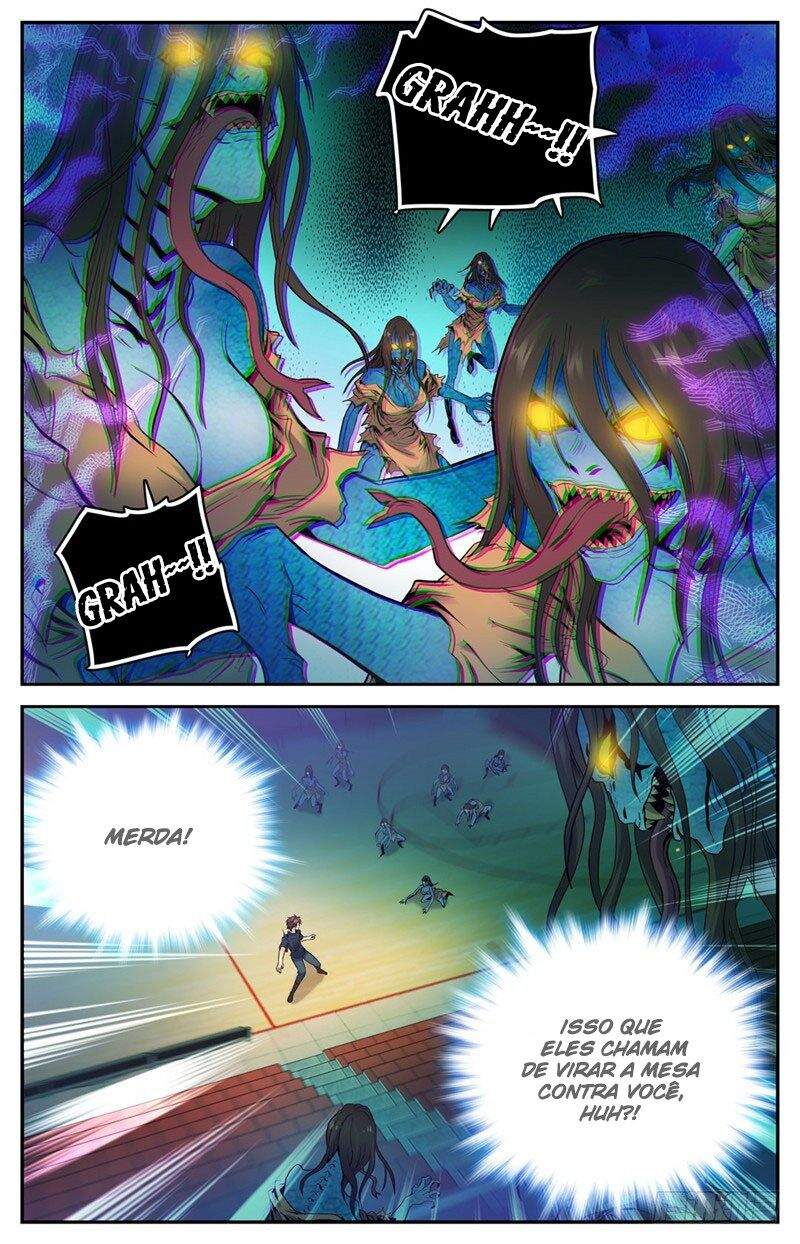 GRAHH~~!!
GRAH~~!!
MERDA!
ISSO QUE
ELES CHAMAM
DE VIRAR A MESA
CONTRA VOCÊ,
HUH?!